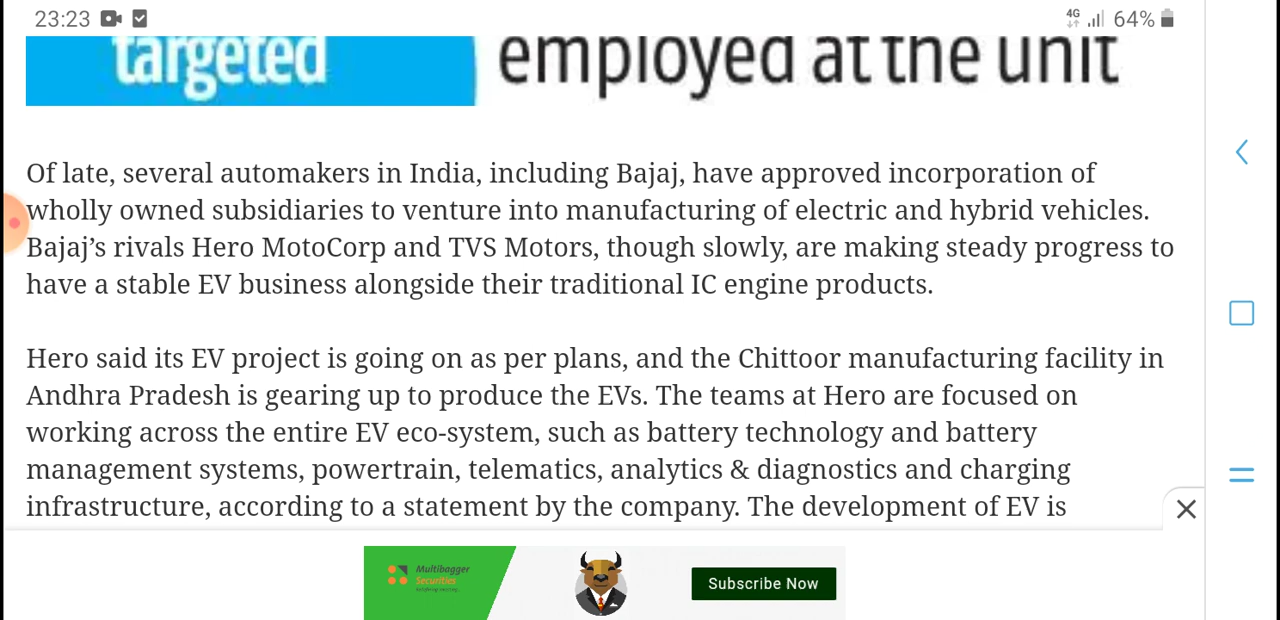 23:23
4G
64%
targeted
employed at the unit
Of late, several automakers in India, including Bajaj, have approved incorporation of
wholly owned subsidiaries to venture into manufacturing of electric and hybrid vehicles.
Bajaj’s rivals Hero MotoCorp and TVS Motors, though slowly, are making steady progress to
have a stable EV business alongside their traditional IC engine products.
Hero said its EV project is going on as per plans, and the Chittoor manufacturing facility in
Andhra Pradesh is gearing up to produce the EVs. The teams at Hero are focused on
working across the entire EV eco-system, such as battery technology and battery
management systems, powertrain, telematics, analytics & diagnostics and charging
infrastructure, according to a statement by the company. The development of EV is
Multibagger
Securities
Subscribe Now